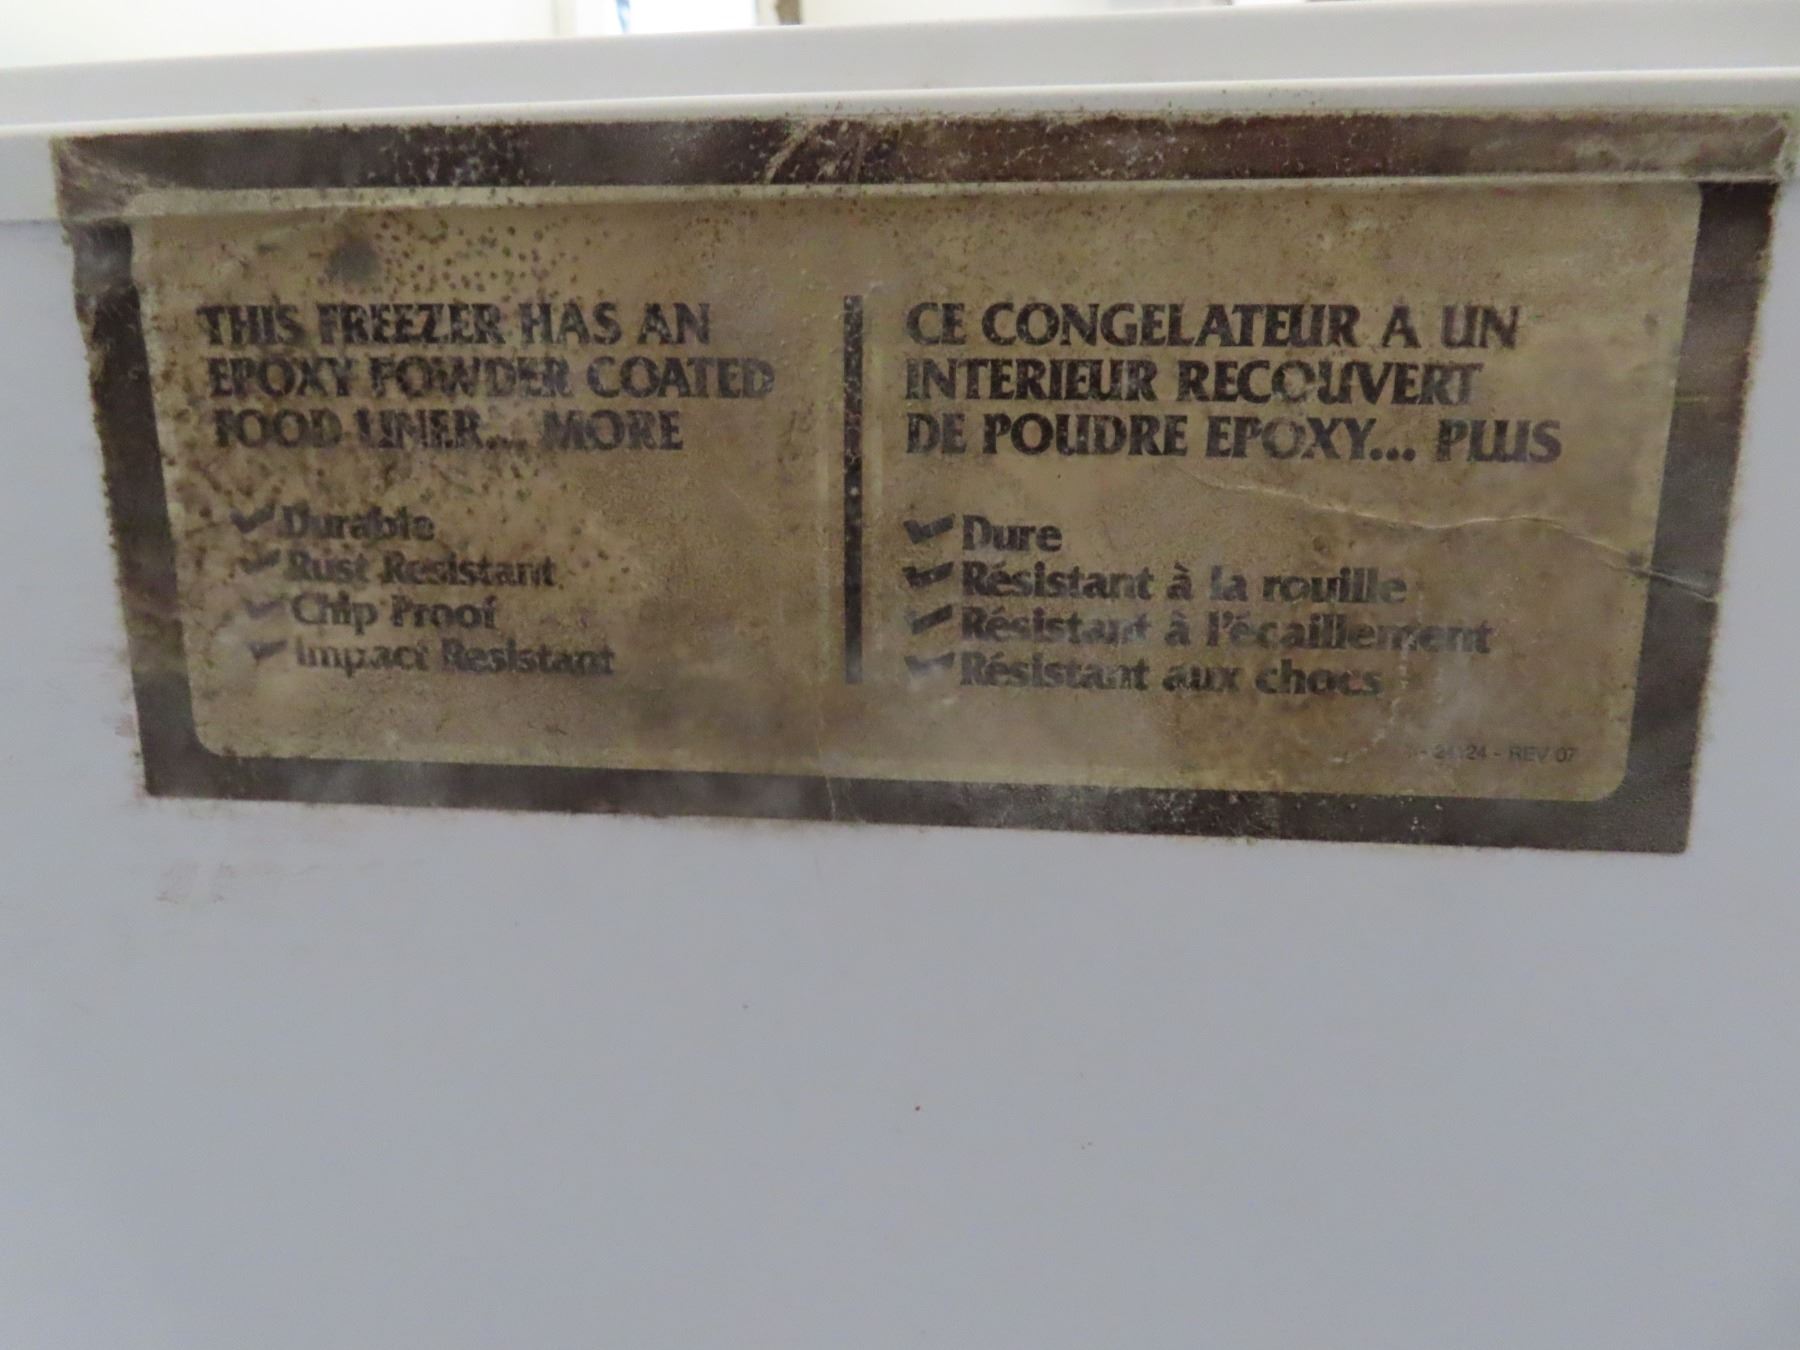 THIS FREEZER HAS AN
EPOXY POWDER COATED
FOOD LINER... MORE
Durable
Rust Resistant
Chip Proof
Impact Resistant
CE CONGELATEUR A UN
INTERIEUR RECOUVERT
DE POUDRE EPOXY... PLUS
Dure
Résistant à la rouille
Résistant à l'écaillement
Résistant aux chocs
- REV 07